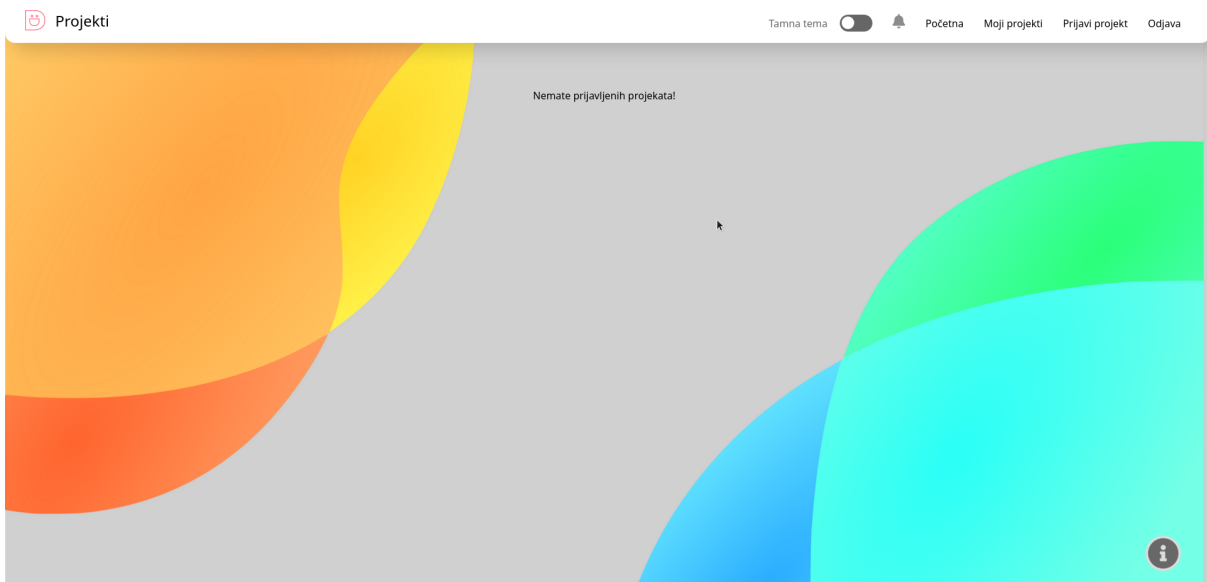 Projekti
Tamna tema
Početna
Moji projekti
Prijavi projekt
Odjava
Nemate prijavljenih projekata!
i